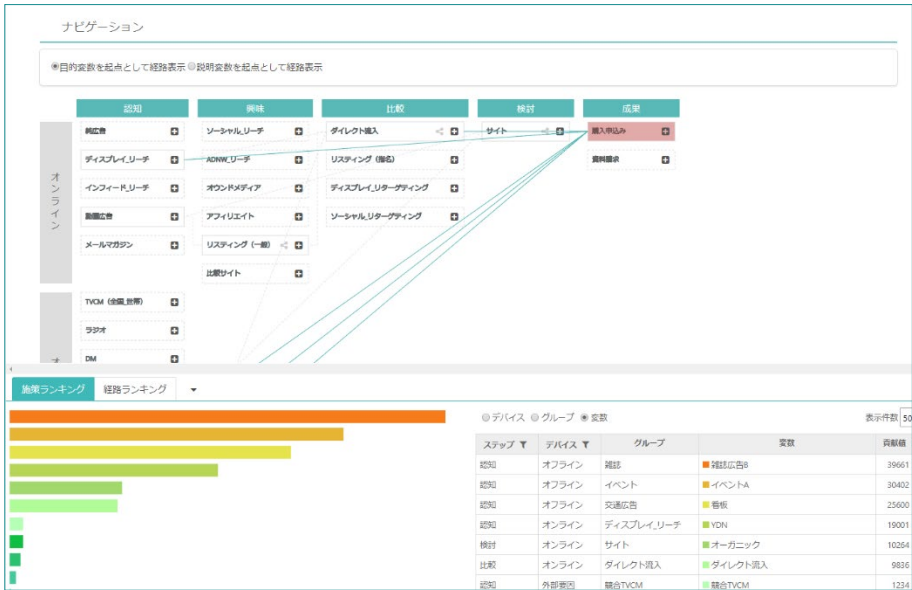 ナビゲーション
目的変数を起点として経路表示 説明変数を起点として経路表示
認知 興味 比較 検討 成果
オンライン
純広告 ソーシャル_リーチ ダイレクト流入 サイト 購入申込み
ディスプレイ_リーチ ADNW_リーチ リスティング（指名） 資料請求
インフィード_リーチ オウンドメディア ディスプレイ_リターゲティング
動画広告 アフィリエイト ソーシャル_リターゲティング
メールマガジン リスティング（一般）
比較サイト
TVCM（全国_世帯）
ラジオ
オ DM
施策ランキング 経路ランキング
デバイス グループ 変数 表示件数 50
ステップ デバイス グループ 変数 貢献値
認知 オフライン 雑誌 雑誌広告B 39661
認知 オフライン イベント イベントA 30402
認知 オフライン 交通広告 看板 25600
認知 オンライン ディスプレイ_リーチ YDN 19001
検討 オンライン サイト オーガニック 10264
比較 オンライン ダイレクト流入 ダイレクト流入 9836
認知 外部要因 競合TVCM 競合TVCM 1234